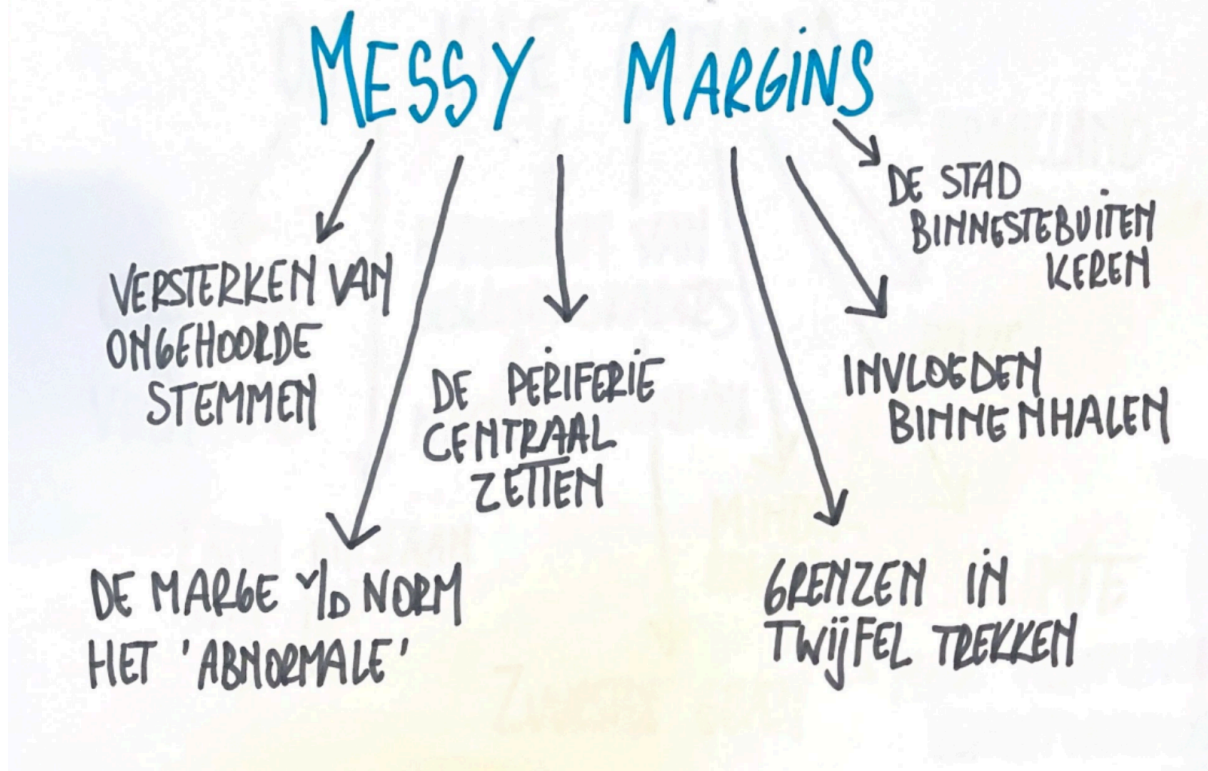 MESSY MARGINS
VERSTERKEN VAN
ONGEHOORDE
STEMMEN
DE MARGE V/D NORM
HET 'ABNORMALE'
DE PERIFERIE
CENTRAAL
ZETTEN
GRENZEN IN
TWIJFEL TREKKEN
INVLOEDEN
BINNENHALEN
DE STAD
BINNESTEBUITEN
KEREN